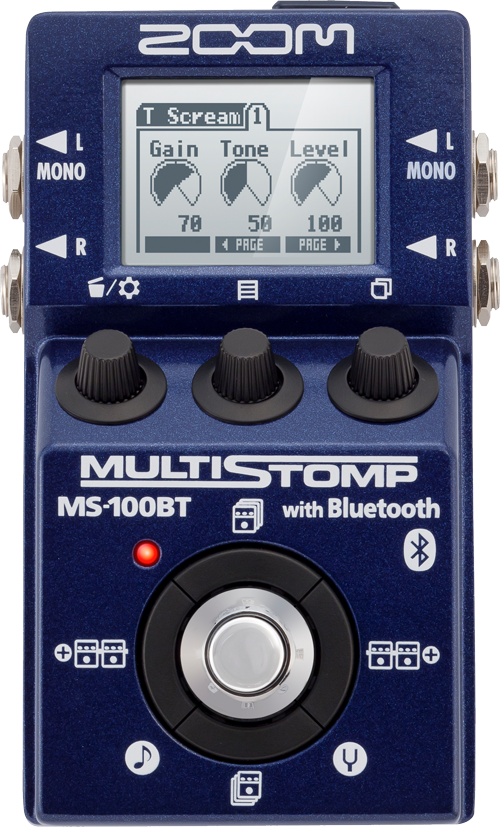 ZOOM
T Scream 1
Gain Tone Level
70 50 100
PAGE PAGE
L L
MONO MONO
R R
MULTISTOMP
MS-100BT with Bluetooth